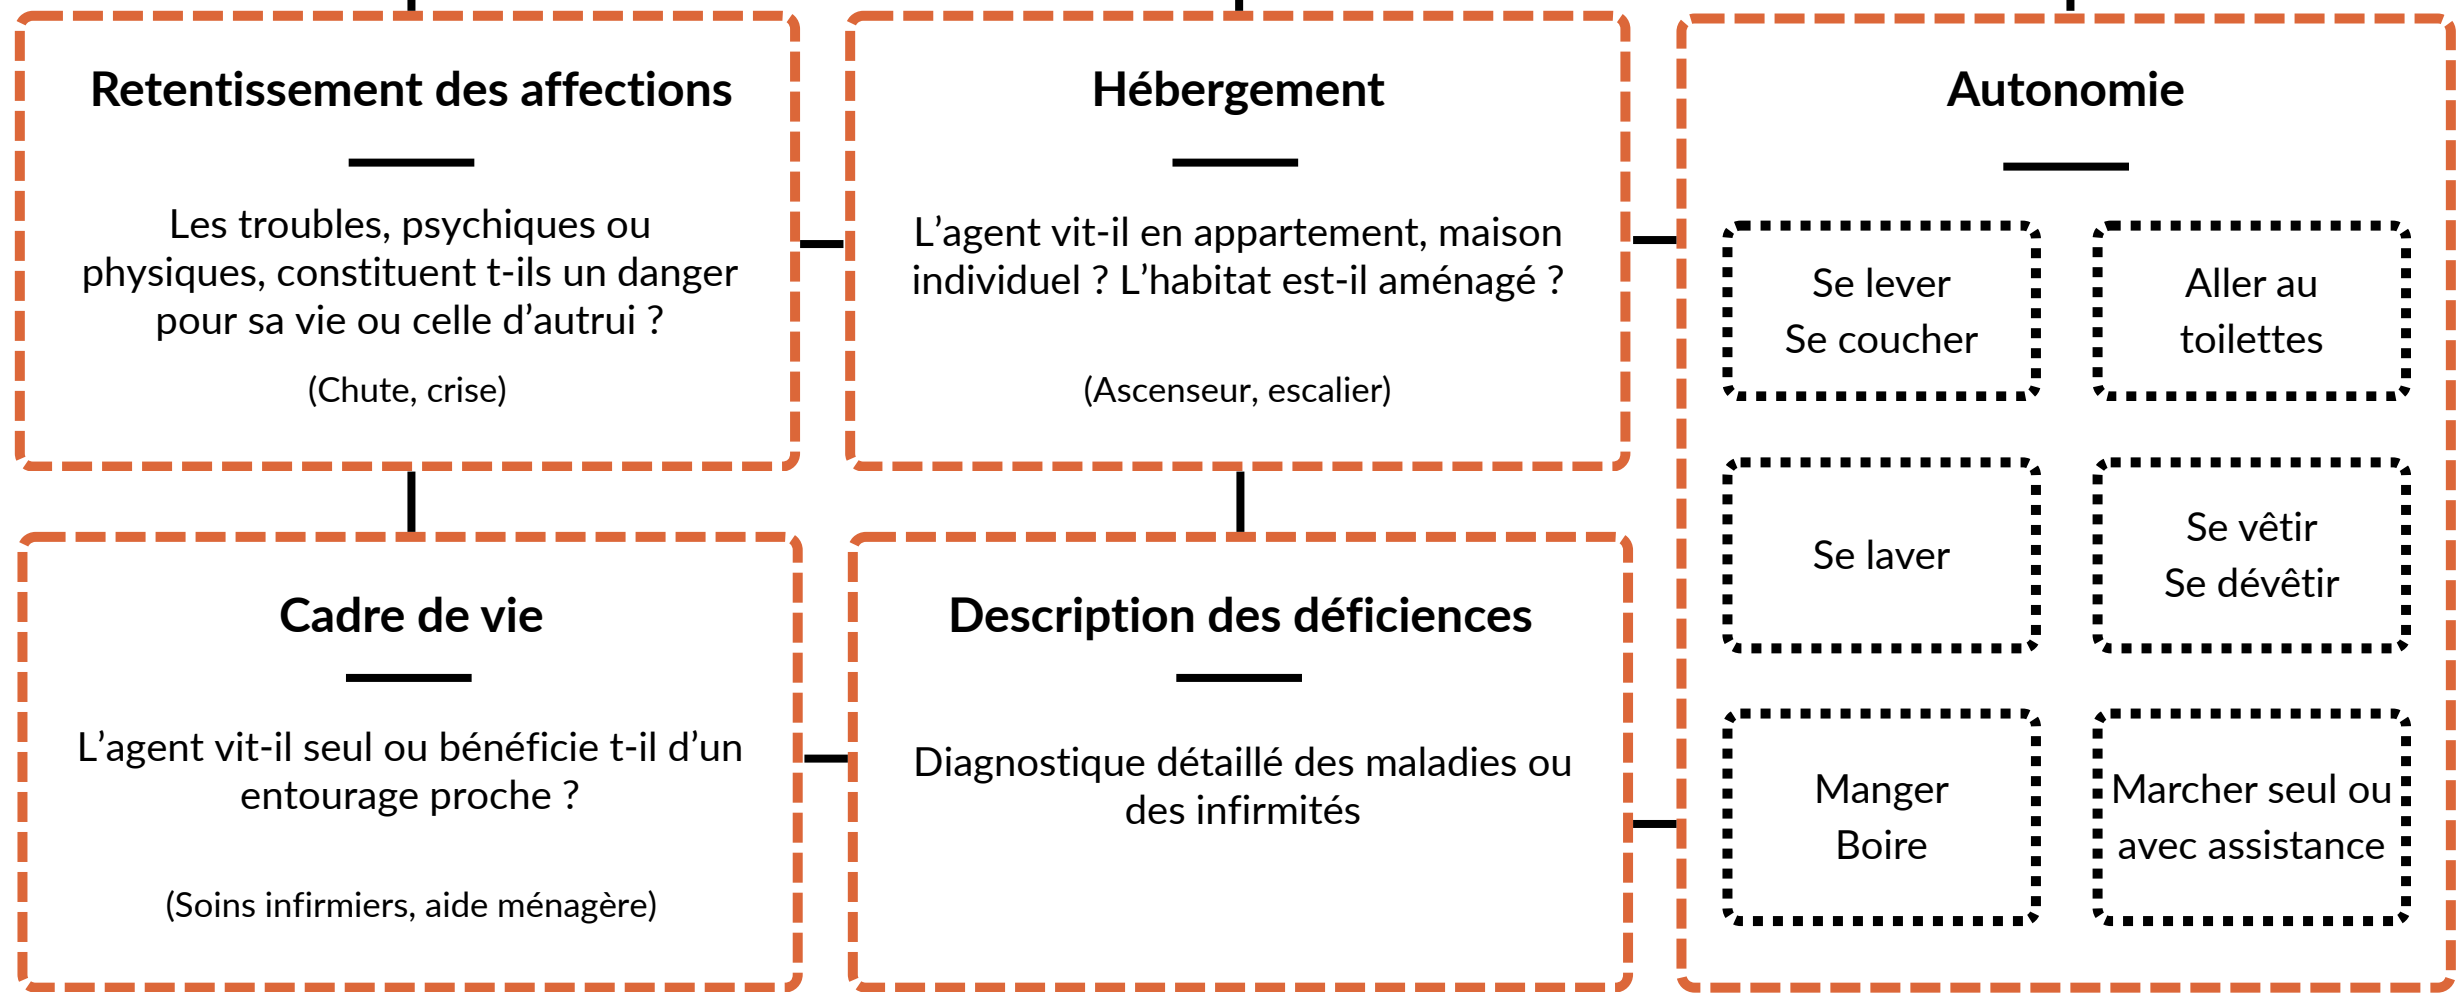 Retentissement des affections
Les troubles, psychiques ou
physiques, constituent t-ils un danger
pour sa vie ou celle d’autrui ?
(Chute, crise)
Hébergement
L’agent vit-il en appartement, maison
individuel ? L’habitat est-il aménagé ?
(Ascenseur, escalier)
Autonomie
Se lever
Se coucher
Aller au
toilettes
Se laver
Se vêtir
Se dévêtir
Manger
Boire
Marcher seul ou
avec assistance
Cadre de vie
L’agent vit-il seul ou bénéficie t-il d’un
entourage proche ?
(Soins infirmiers, aide ménagère)
Description des déficiences
Diagnostique détaillé des maladies ou
des infirmités